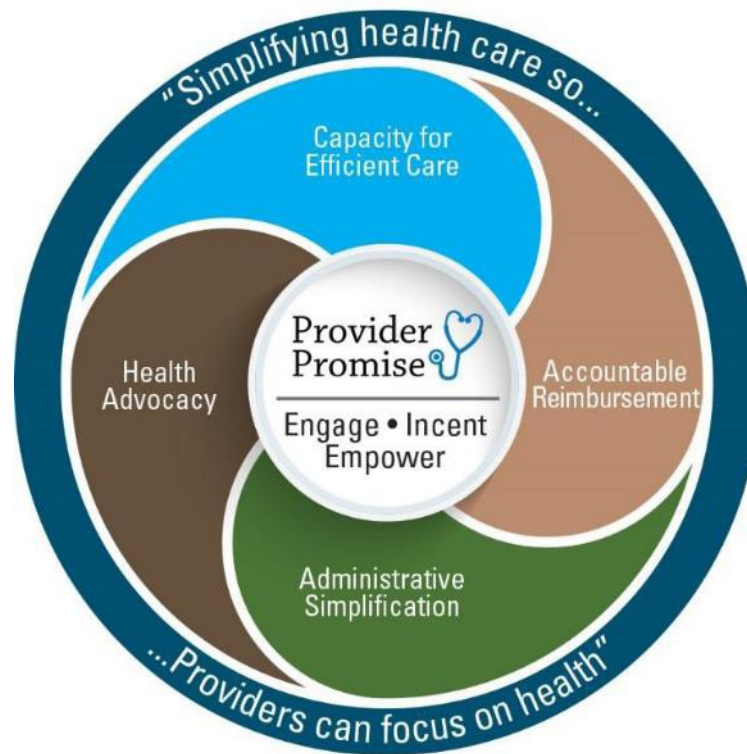 "Simplifying health care so...
Capacity for
Efficient Care
Provider
Promise
Engage • Incent
Empower
Health
Advocacy
Accountable
Reimbursement
Administrative
Simplification
...Providers can focus on health"